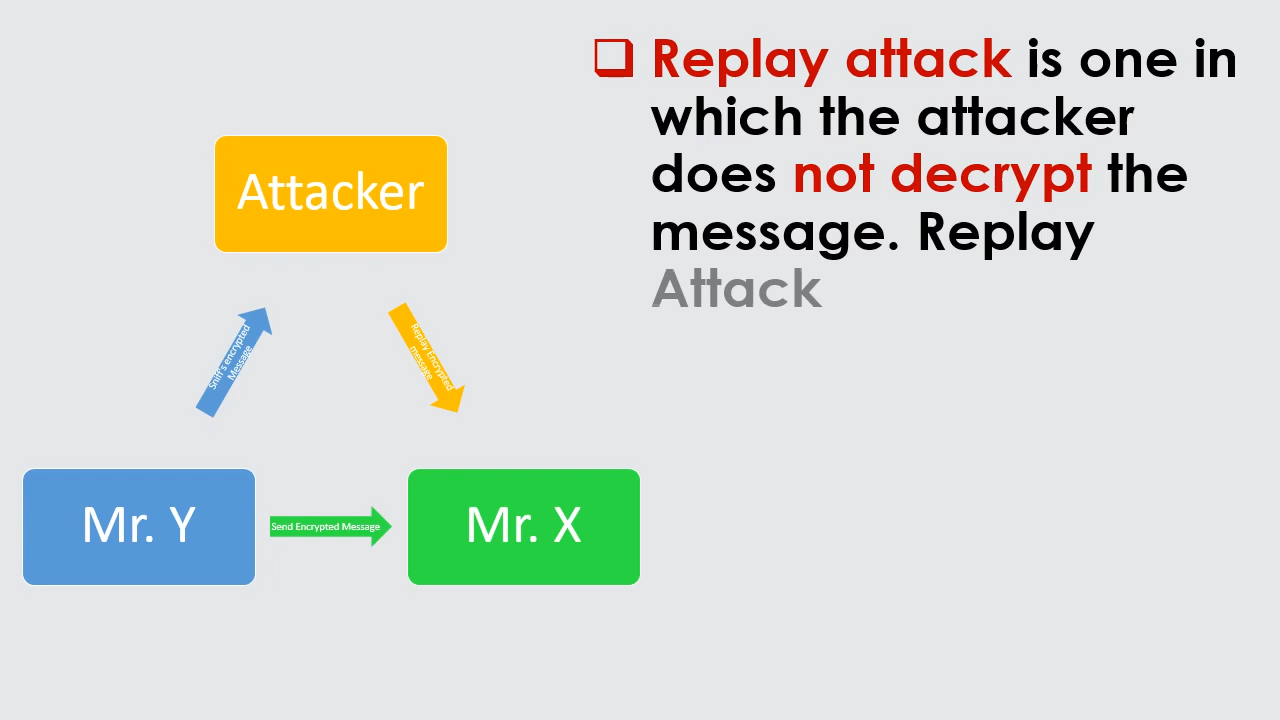 Replay attack is one in
which the attacker
does not decrypt the
message. Replay
Attack
Attacker
Sniff's encrypted
Message
Replay Encrypted
message
Mr. Y
Send Encrypted Message
Mr. X